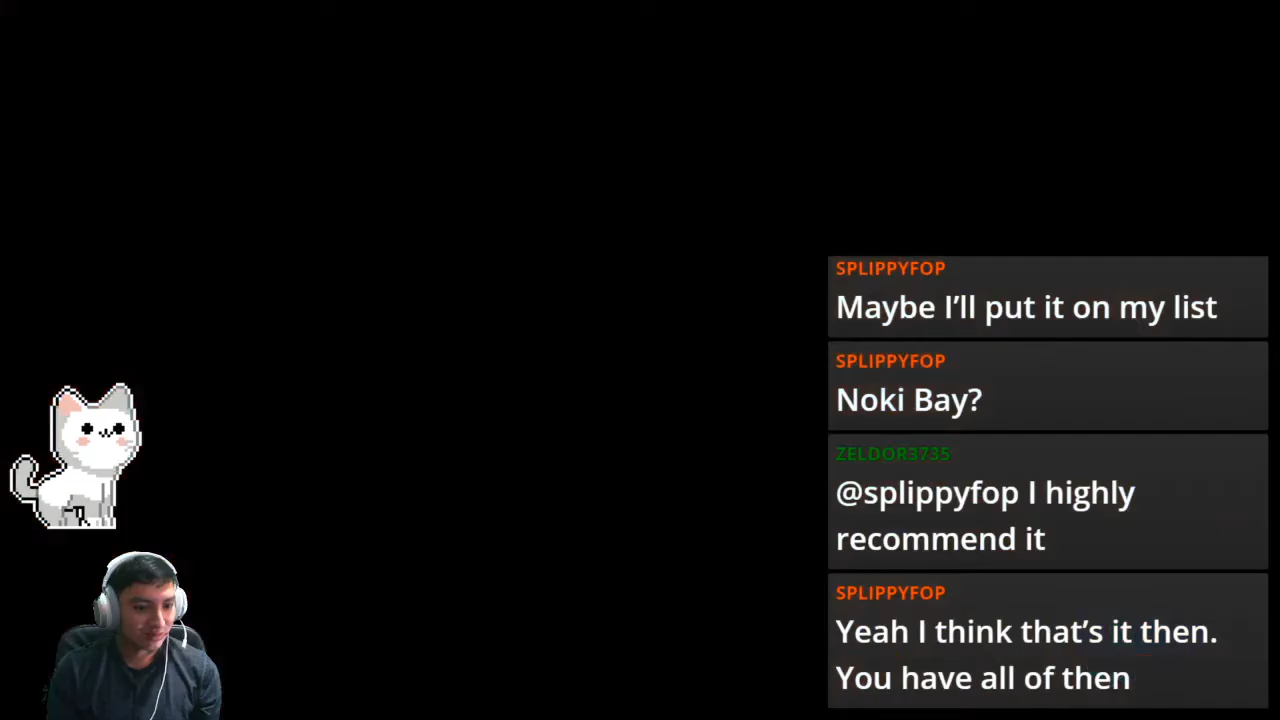 SPLIPPYFOP
Maybe I’ll put it on my list
SPLIPPYFOP
Noki Bay?
ZELDOR3735
@splippyfop I highly
recommend it
SPLIPPYFOP
Yeah I think that’s it then.
You have all of then